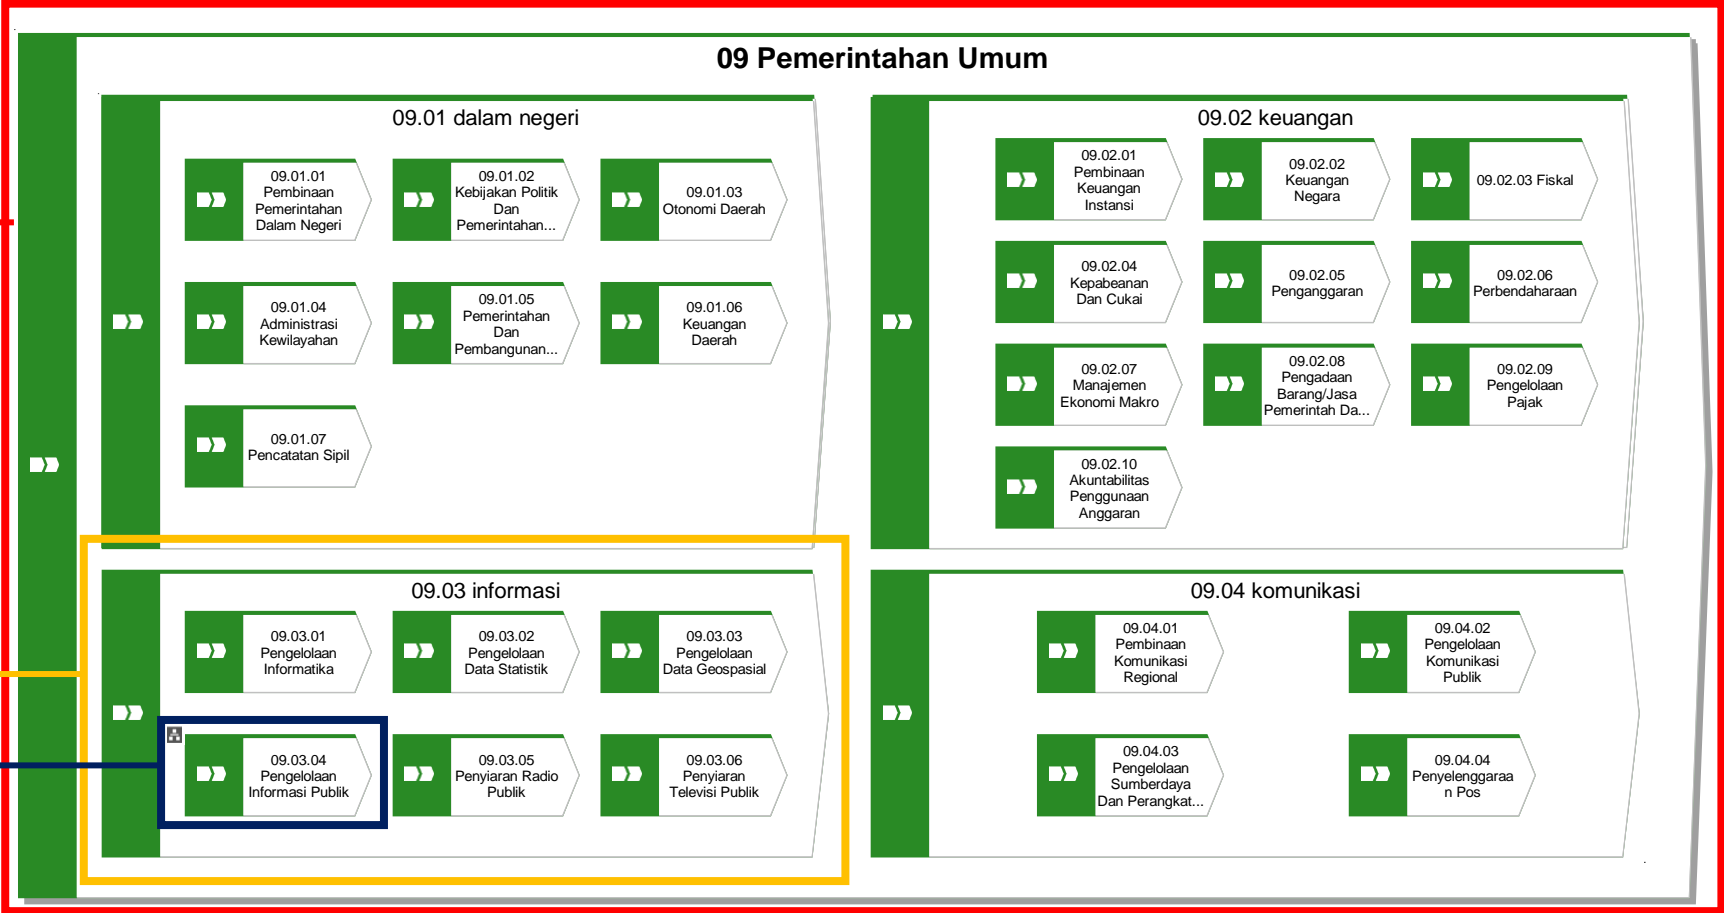 09 Pemerintahan Umum
09.01 dalam negeri
09.01.01
Pembinaan
Pemerintahan
Dalam Negeri
09.01.02
Kebijakan Politik
Dan
Pemerintahan...
09.01.03
Otonomi Daerah
09.01.04
Administrasi
Kewilayahan
09.01.05
Pemerintahan
Dan
Pembangunan...
09.01.06
Keuangan
Daerah
09.01.07
Pencatatan Sipil
09.02 keuangan
09.02.01
Pembinaan
Keuangan
Instansi
09.02.02
Keuangan
Negara
09.02.03 Fiskal
09.02.04
Kepabeanan
Dan Cukai
09.02.05
Penganggaran
09.02.06
Perbendaharaan
09.02.07
Manajemen
Ekonomi Makro
09.02.08
Pengadaan
Barang/Jasa
Pemerintah Da...
09.02.09
Pengelolaan
Pajak
09.02.10
Akuntabilitas
Penggunaan
Anggaran
09.03 informasi
09.03.01
Pengelolaan
Informatika
09.03.02
Pengelolaan
Data Statistik
09.03.03
Pengelolaan
Data Geospasial
09.03.04
Pengelolaan
Informasi Publik
09.03.05
Penyiaran Radio
Publik
09.03.06
Penyiaran
Televisi Publik
09.04 komunikasi
09.04.01
Pembinaan
Komunikasi
Regional
09.04.02
Pengelolaan
Komunikasi
Publik
09.04.03
Pengelolaan
Sumberdaya
Dan Perangkat...
09.04.04
Penyelenggaraa
n Pos